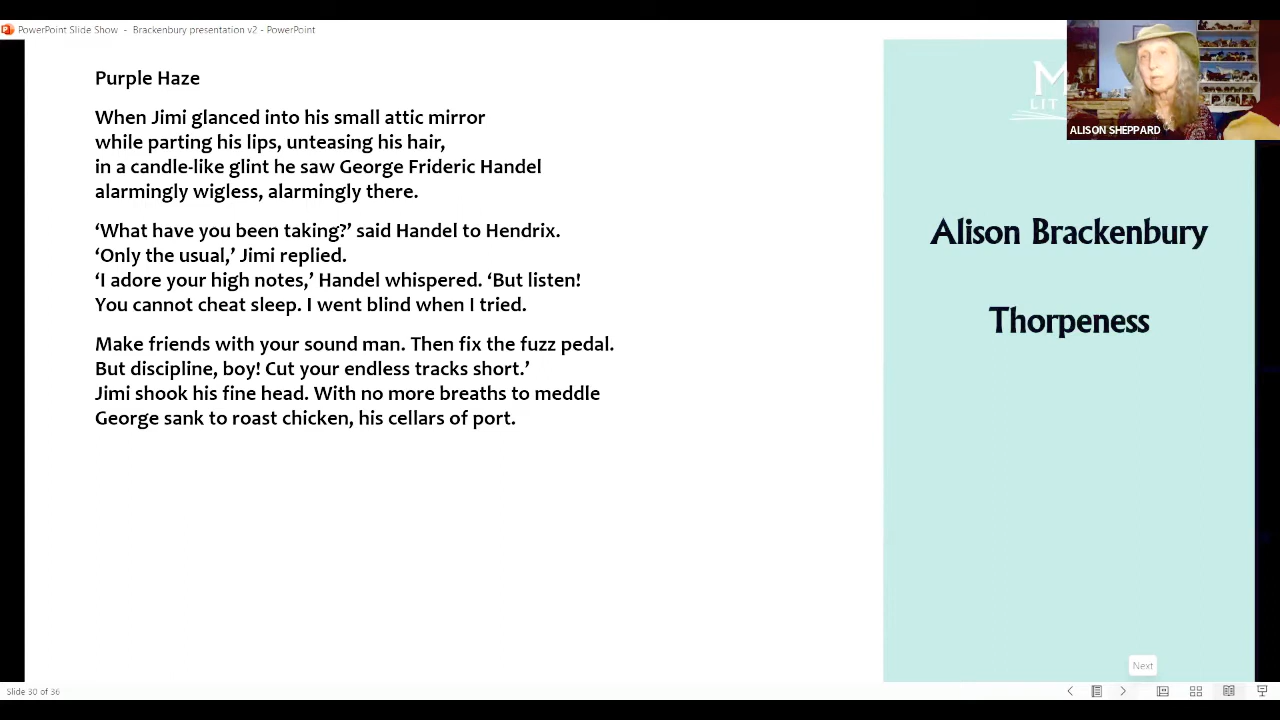 PowerPoint Slide Show - Brackenbury presentation v2 - PowerPoint
Purple Haze
When Jimi glanced into his small attic mirror
while parting his lips, unteasing his hair,
in a candle-like glint he saw George Frideric Handel
alarmingly wigless, alarmingly there.
‘What have you been taking?’ said Handel to Hendrix.
‘Only the usual,’ Jimi replied.
‘I adore your high notes,’ Handel whispered. ‘But listen!
You cannot cheat sleep. I went blind when I tried.
Make friends with your sound man. Then fix the fuzz pedal.
But discipline, boy! Cut your endless tracks short.’
Jimi shook his fine head. With no more breaths to meddle
George sank to roast chicken, his cellars of port.
ALISON SHEPPARD
Alison Brackenbury
Thorpeness
Next
Slide 30 of 36